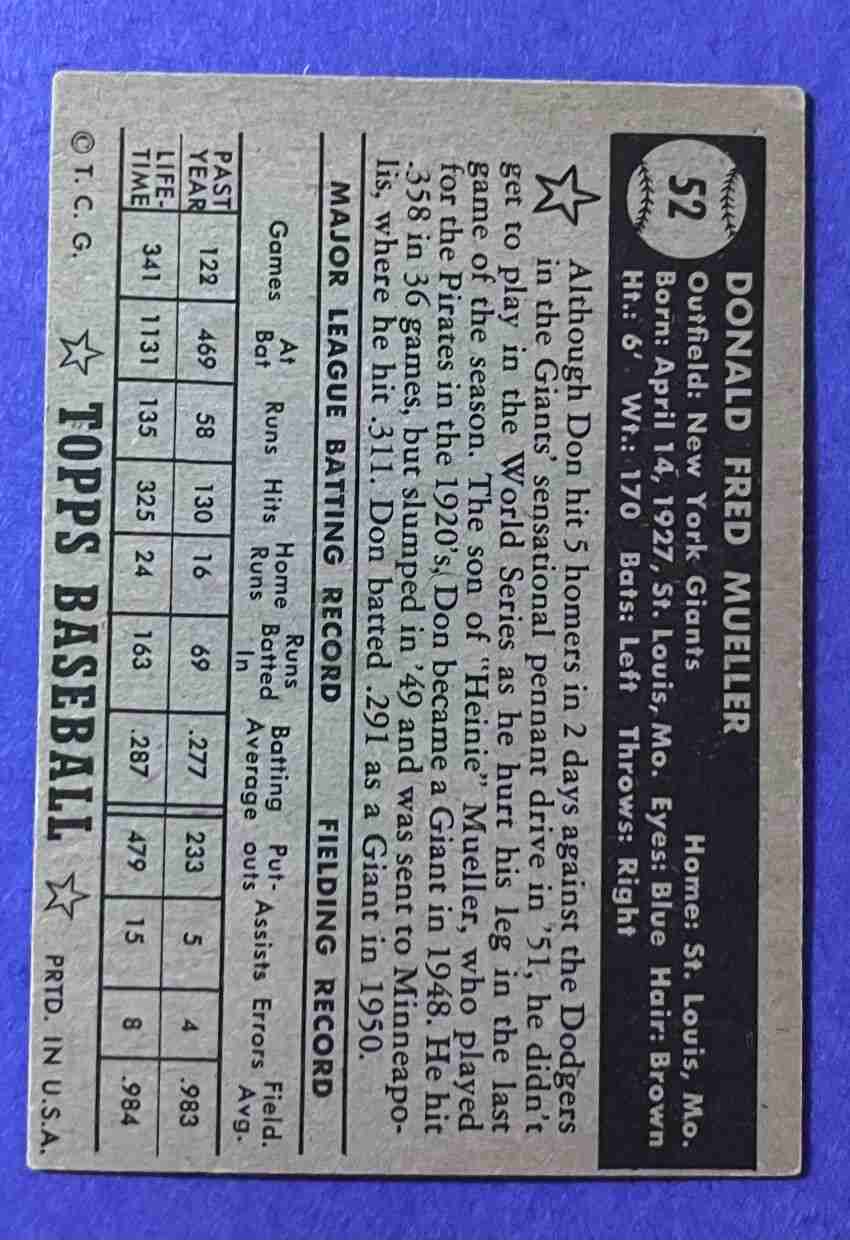 52
DONALD FRED MUELLER
Outfield: New York Giants Home: St. Louis, Mo.
Born: April 14, 1927, St. Louis, Mo. Eyes: Blue Hair: Brown
Ht.: 6' Wt.: 170 Bats: Left Throws: Right
Although Don hit 5 homers in 2 days against the Dodgers
in the Giants' sensational pennant drive in '51, he didn't
get to play in the World Series as he hurt his leg in the last
game of the season. The son of "Heinie" Mueller, who played
for the Pirates in the 1920's, Don became a Giant in 1948. He hit
.358 in 36 games, but slumped in '49 and was sent to Minneapo-
lis, where he hit .311. Don batted .291 as a Giant in 1950.
MAJOR LEAGUE BATTING RECORD FIELDING RECORD
Games At Bat Runs Hits Home Runs Runs Batted In Batting Average Put-outs Assists Errors Field. Avg.
PAST YEAR 122 469 58 130 16 69 .277 233 5 4 .983
LIFE-TIME 341 1131 135 325 24 163 .287 479 15 8 .984
© T. C. G. TOPPS BASEBALL PRTD. IN U.S.A.